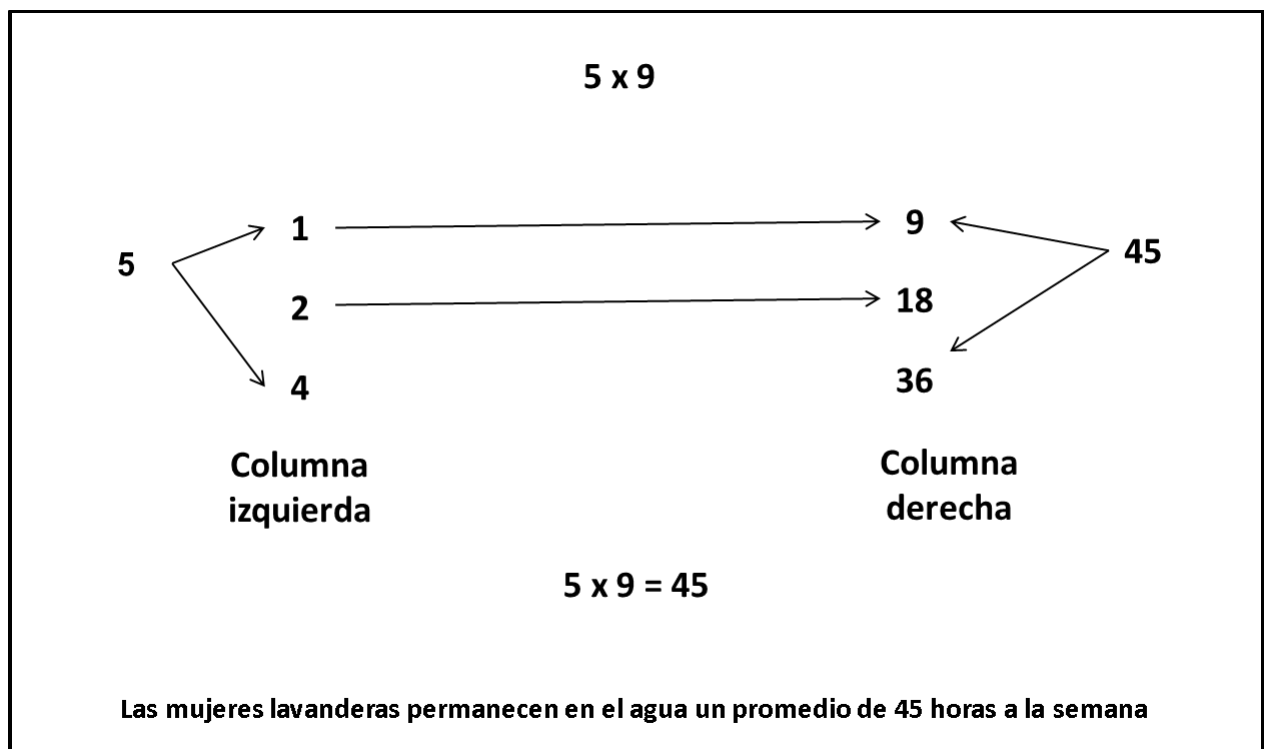 5 x 9
1 9
5 45
2 18
4 36
Columna Columna
izquierda derecha
5 x 9 = 45
Las mujeres lavanderas permanecen en el agua un promedio de 45 horas a la semana